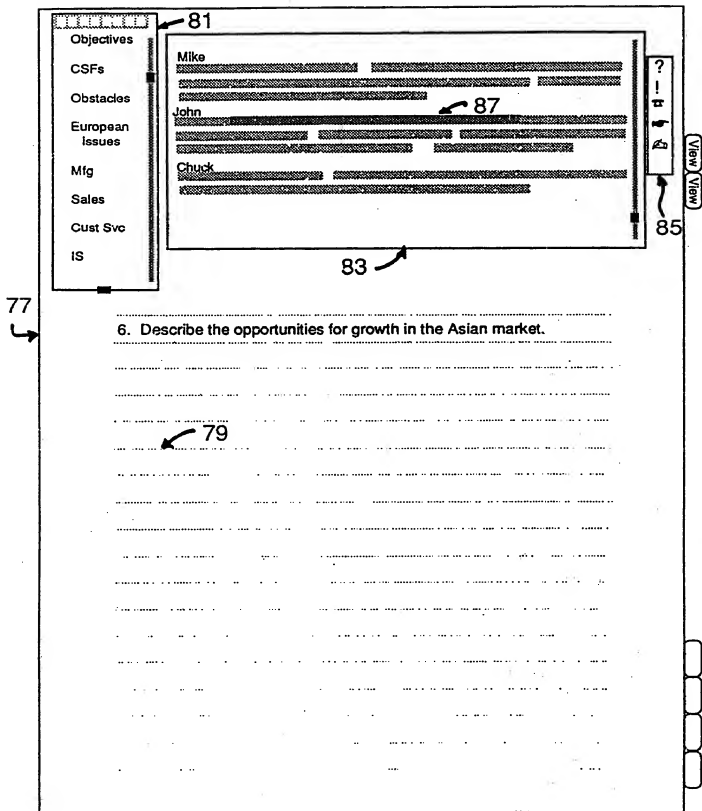 81
Objectives
CSFs
Obstacles
European
Issues
Mfg
Sales
Cust Svc
IS
Mike
John
87
Chuck
?
!
View
View
85
83
77
6. Describe the opportunities for growth in the Asian market.
79